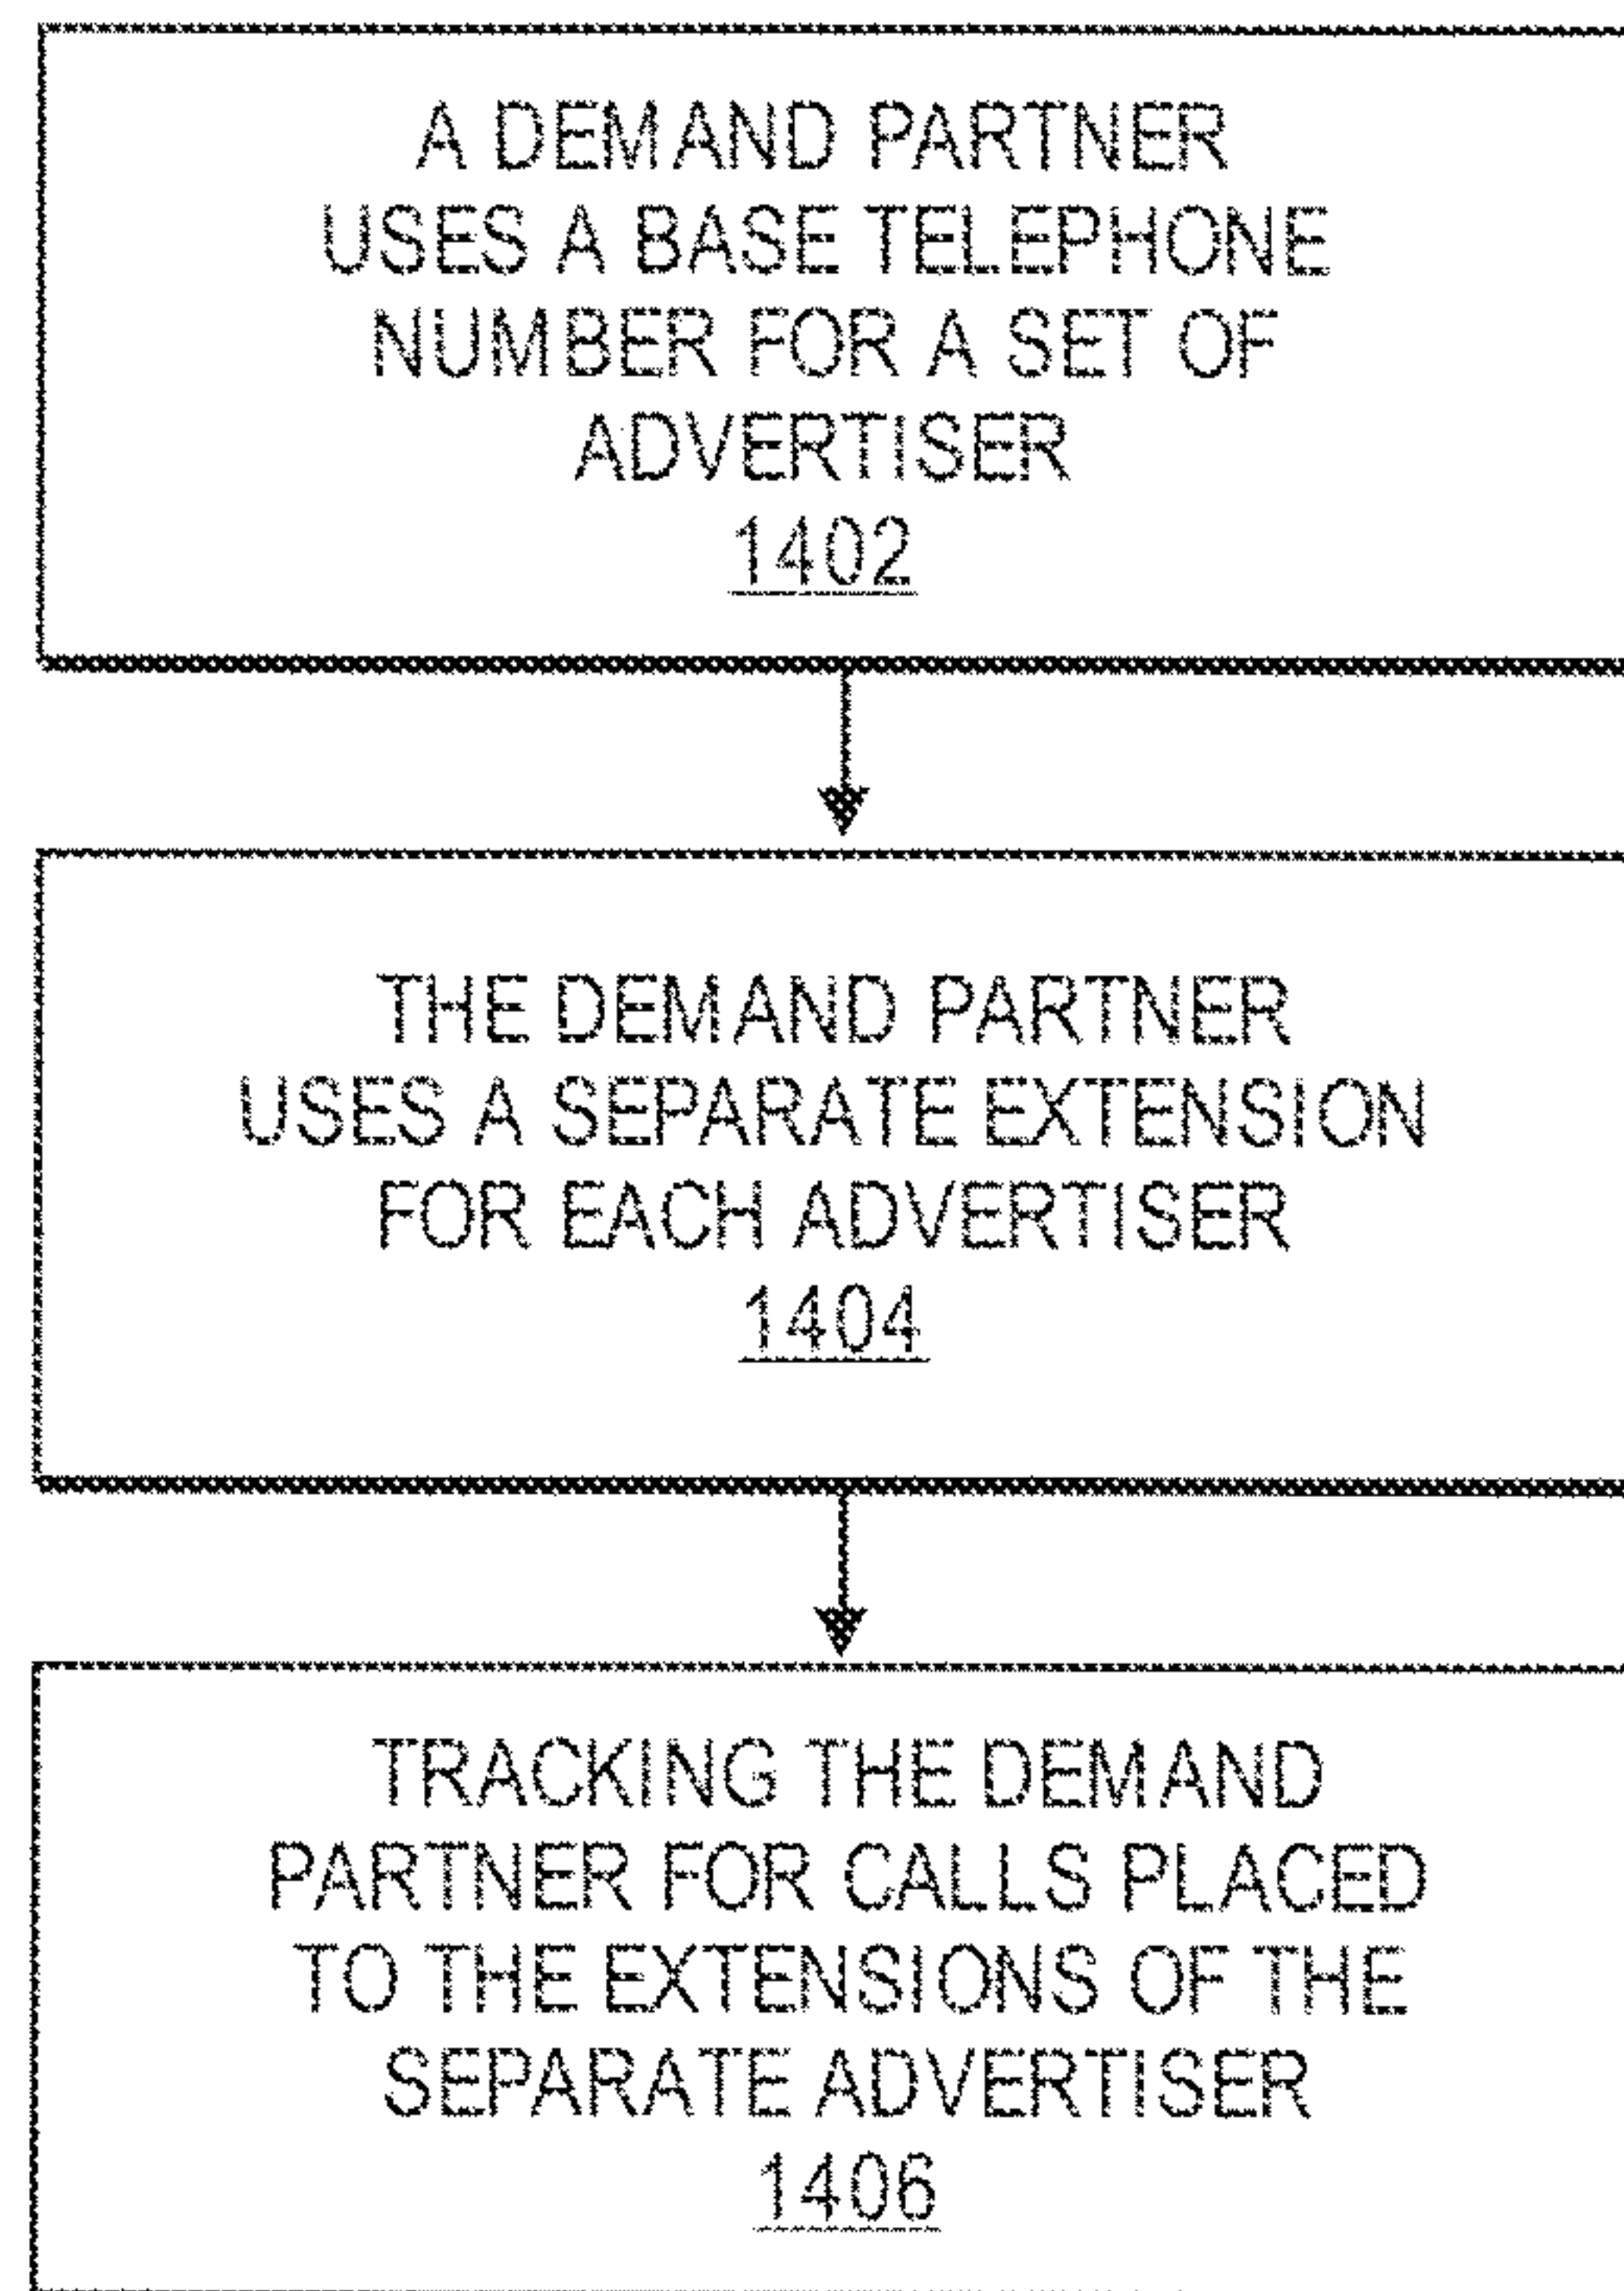 A DEMAND PARTNER
USES A BASE TELEPHONE
NUMBER FOR A SET OF
ADVERTISER
1402
THE DEMAND PARTNER
USES A SEPARATE EXTENSION
FOR EACH ADVERTISER
1404
TRACKING THE DEMAND
PARTNER FOR CALLS PLACED
TO THE EXTENSIONS OF THE
SEPARATE ADVERTISER
1406